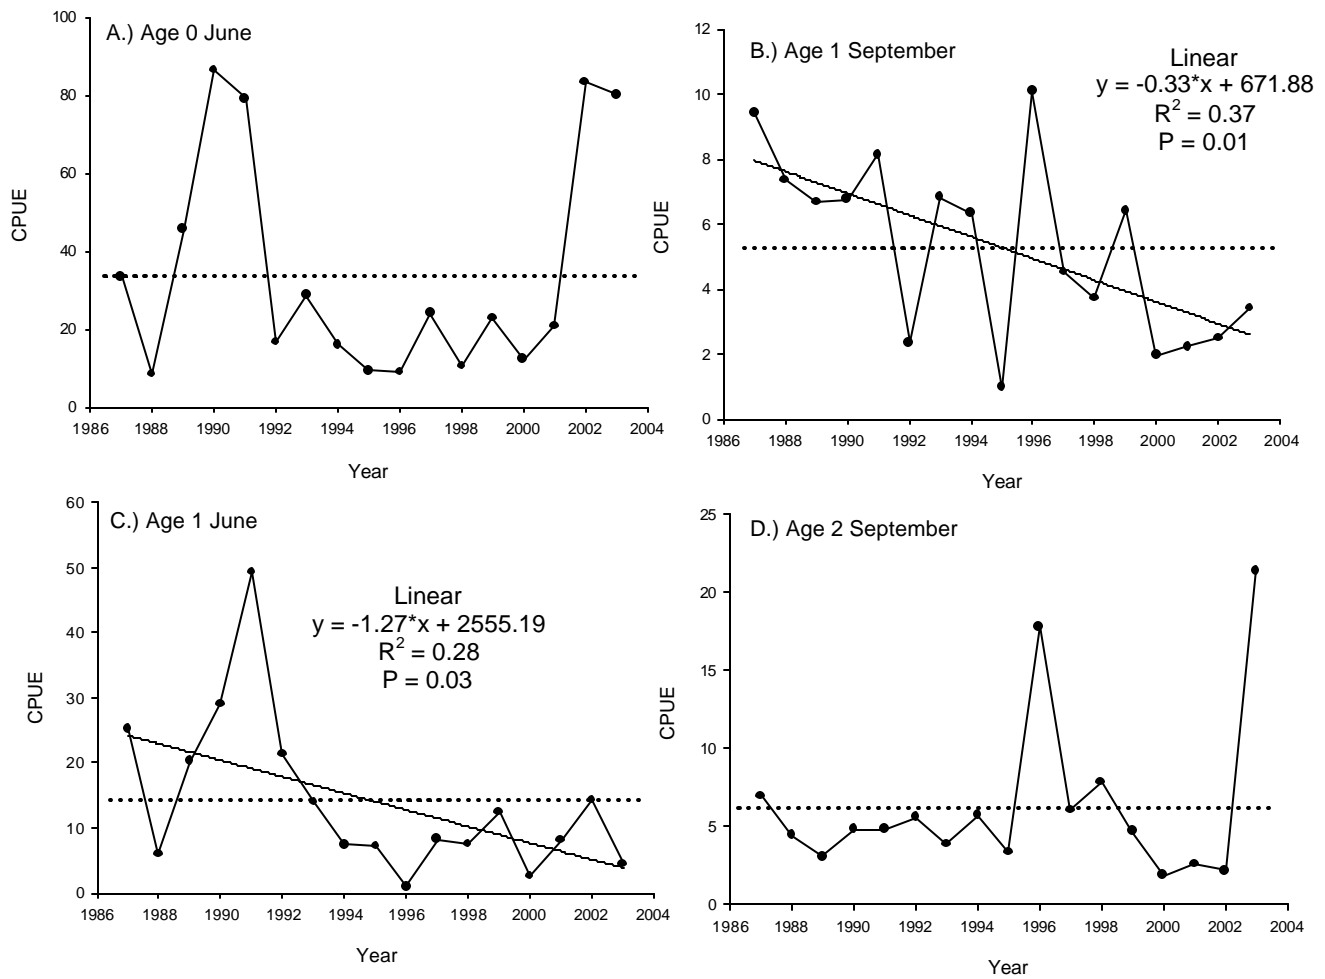 A.) Age 0 June
100
80
60
40
20
0
CPUE
1986 1988 1990 1992 1994 1996 1998 2000 2002 2004
Year
B.) Age 1 September
Linear
y = -0.33*x + 671.88
R² = 0.37
P = 0.01
12
10
8
6
4
2
0
CPUE
1986 1988 1990 1992 1994 1996 1998 2000 2002 2004
Year
C.) Age 1 June
Linear
y = -1.27*x + 2555.19
R² = 0.28
P = 0.03
60
50
40
30
20
10
0
CPUE
1986 1988 1990 1992 1994 1996 1998 2000 2002 2004
Year
D.) Age 2 September
25
20
15
10
5
0
CPUE
1986 1988 1990 1992 1994 1996 1998 2000 2002 2004
Year